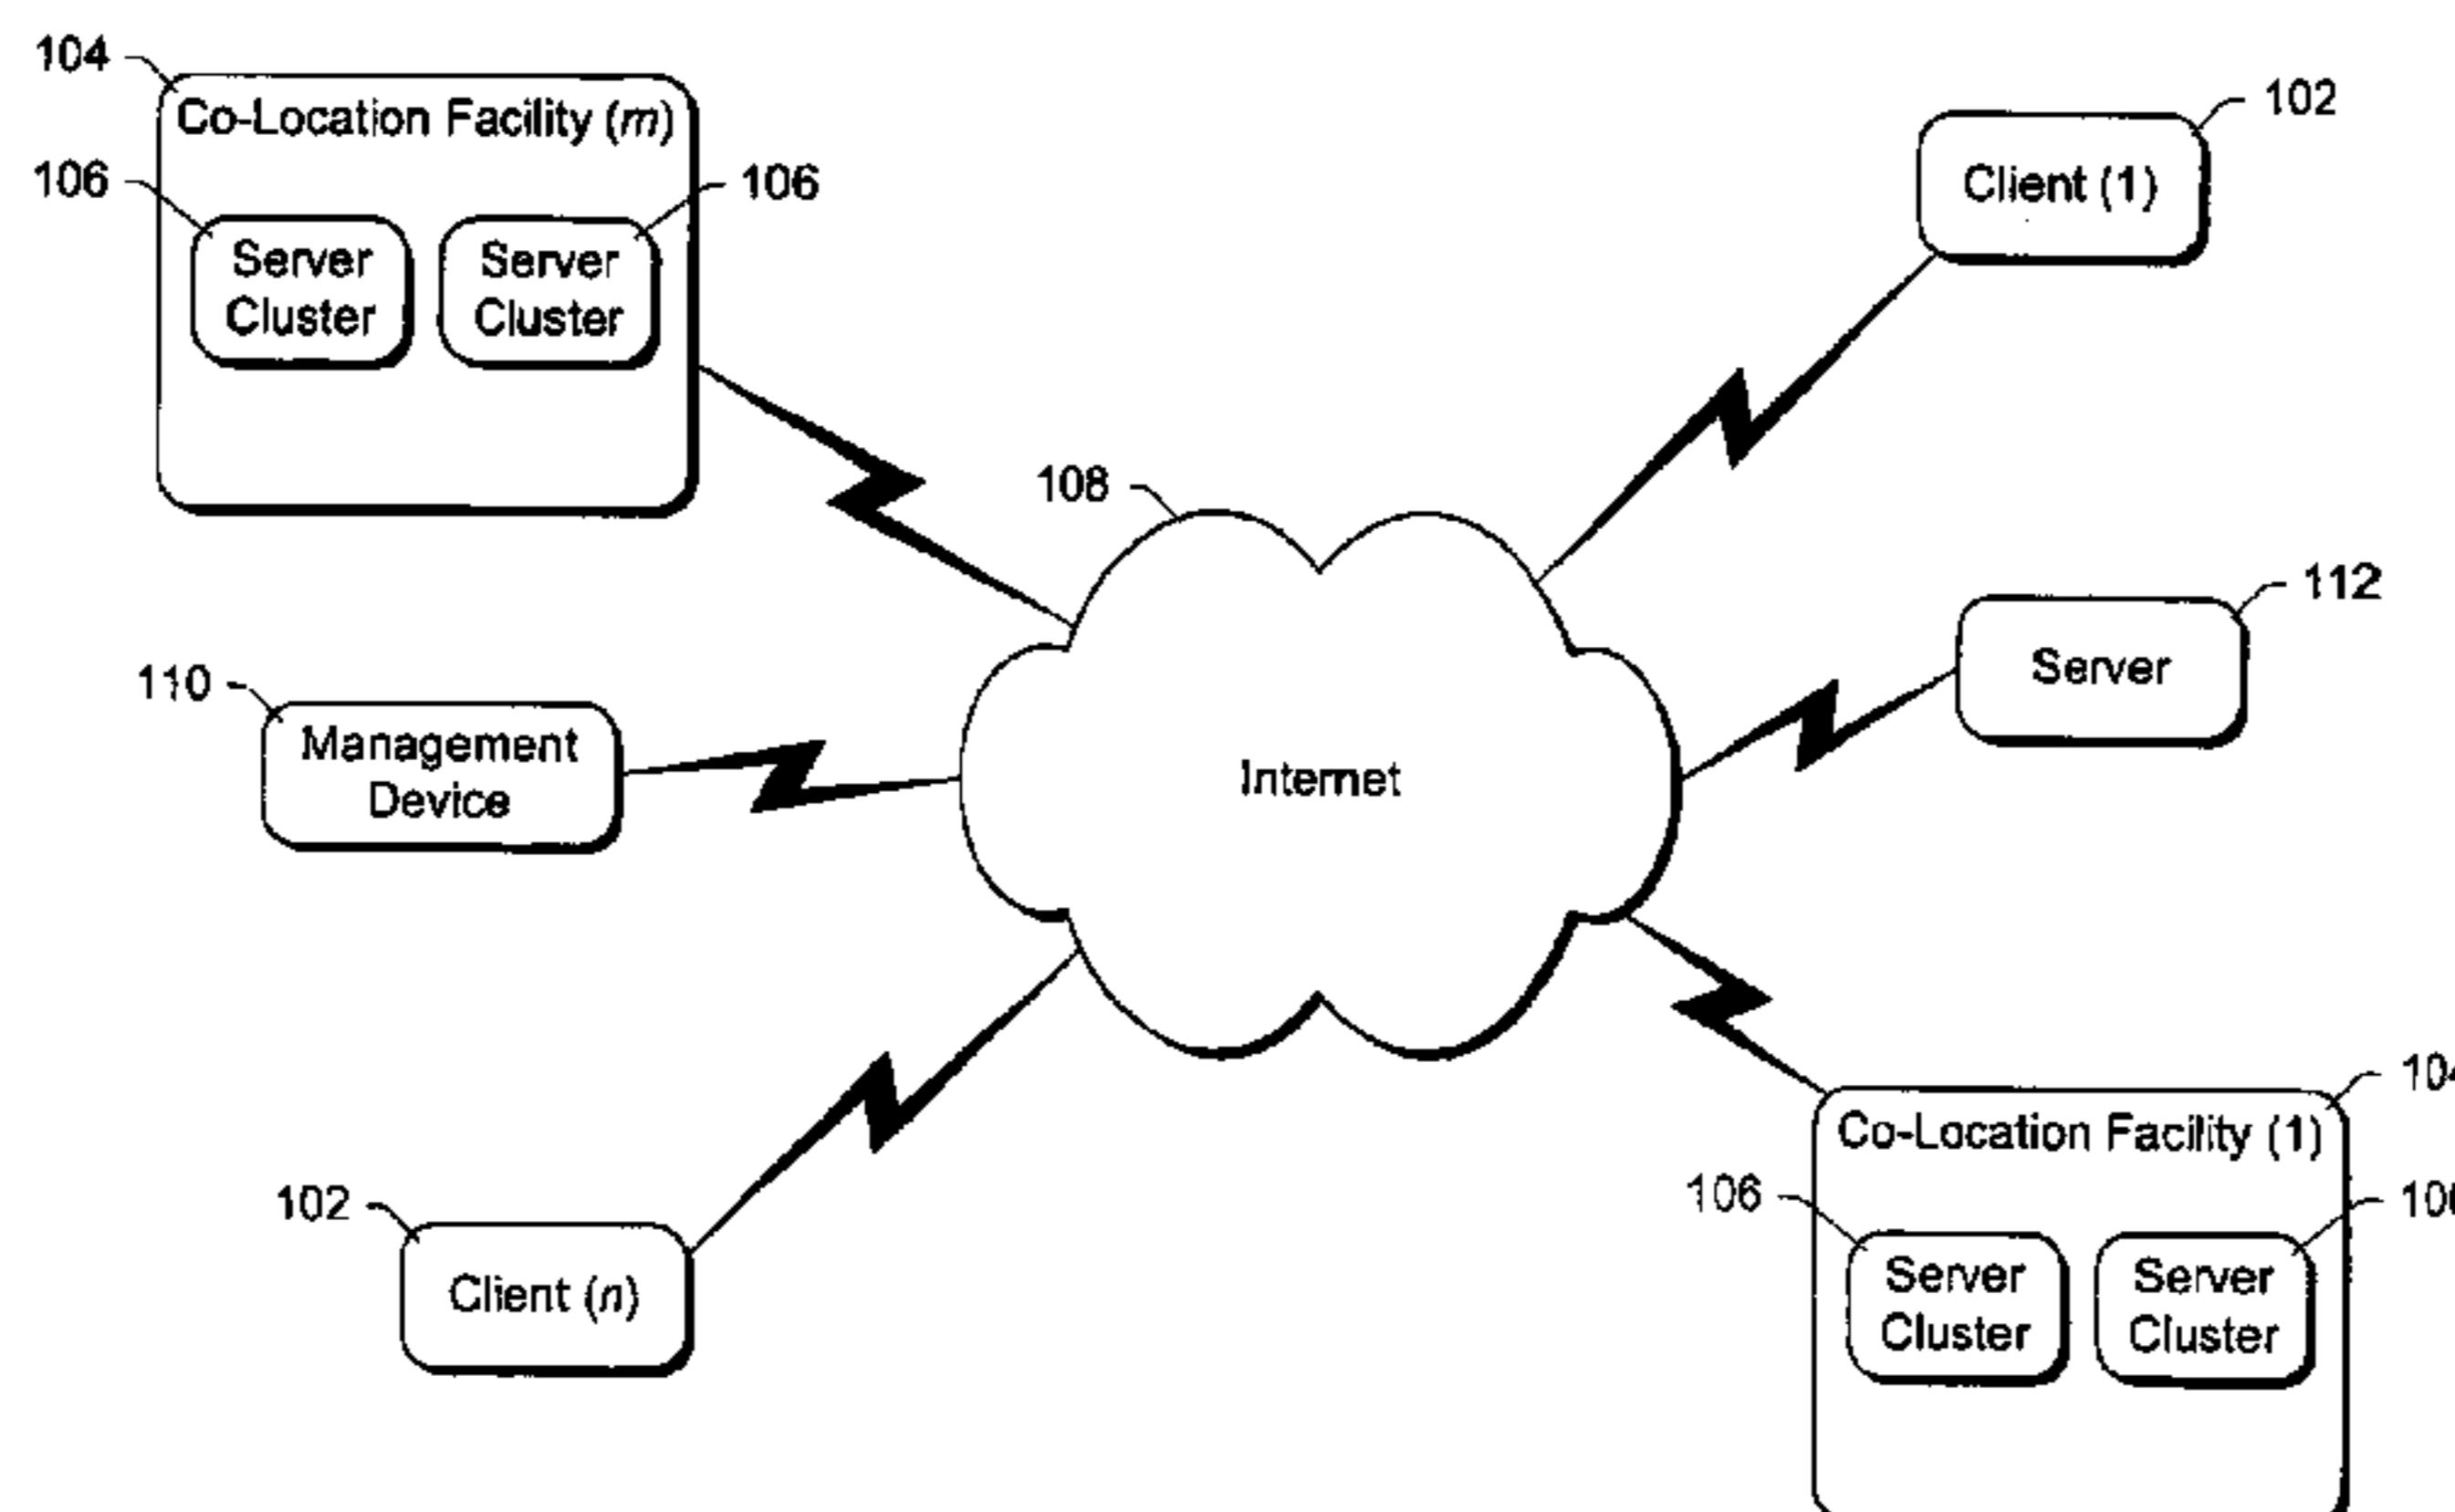 104
Co-Location Facility (m)
106
106
Server
Cluster
Server
Cluster
102
Client (1)
108
112
Server
110
Management
Device
Internet
102
Client (n)
Co-Location Facility (1)
106
Server
Cluster
Server
Cluster